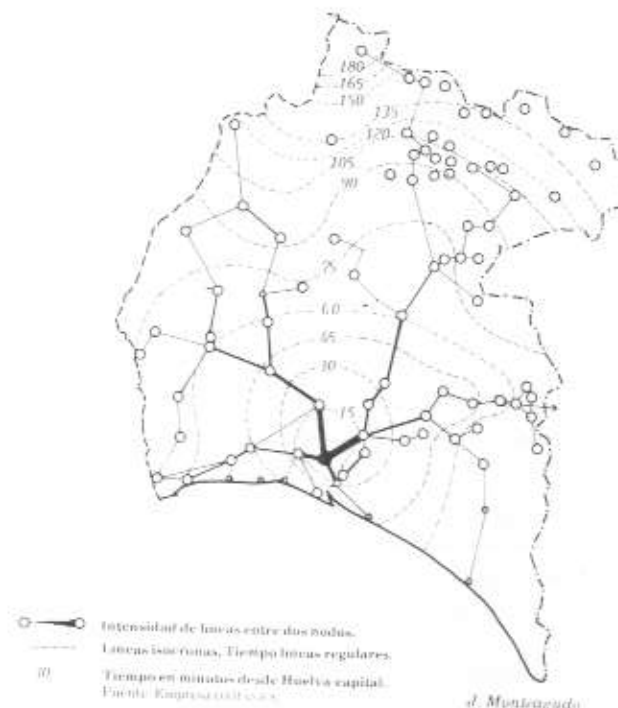 180
165
150
135
120
105
90
75
60
45
30
15
Intensidad de líneas entre dos nodos.
Líneas isocronas. Tiempo líneas regulares.
Tiempo en minutos desde Huelva capital.
Fuente
J. Monteagudo